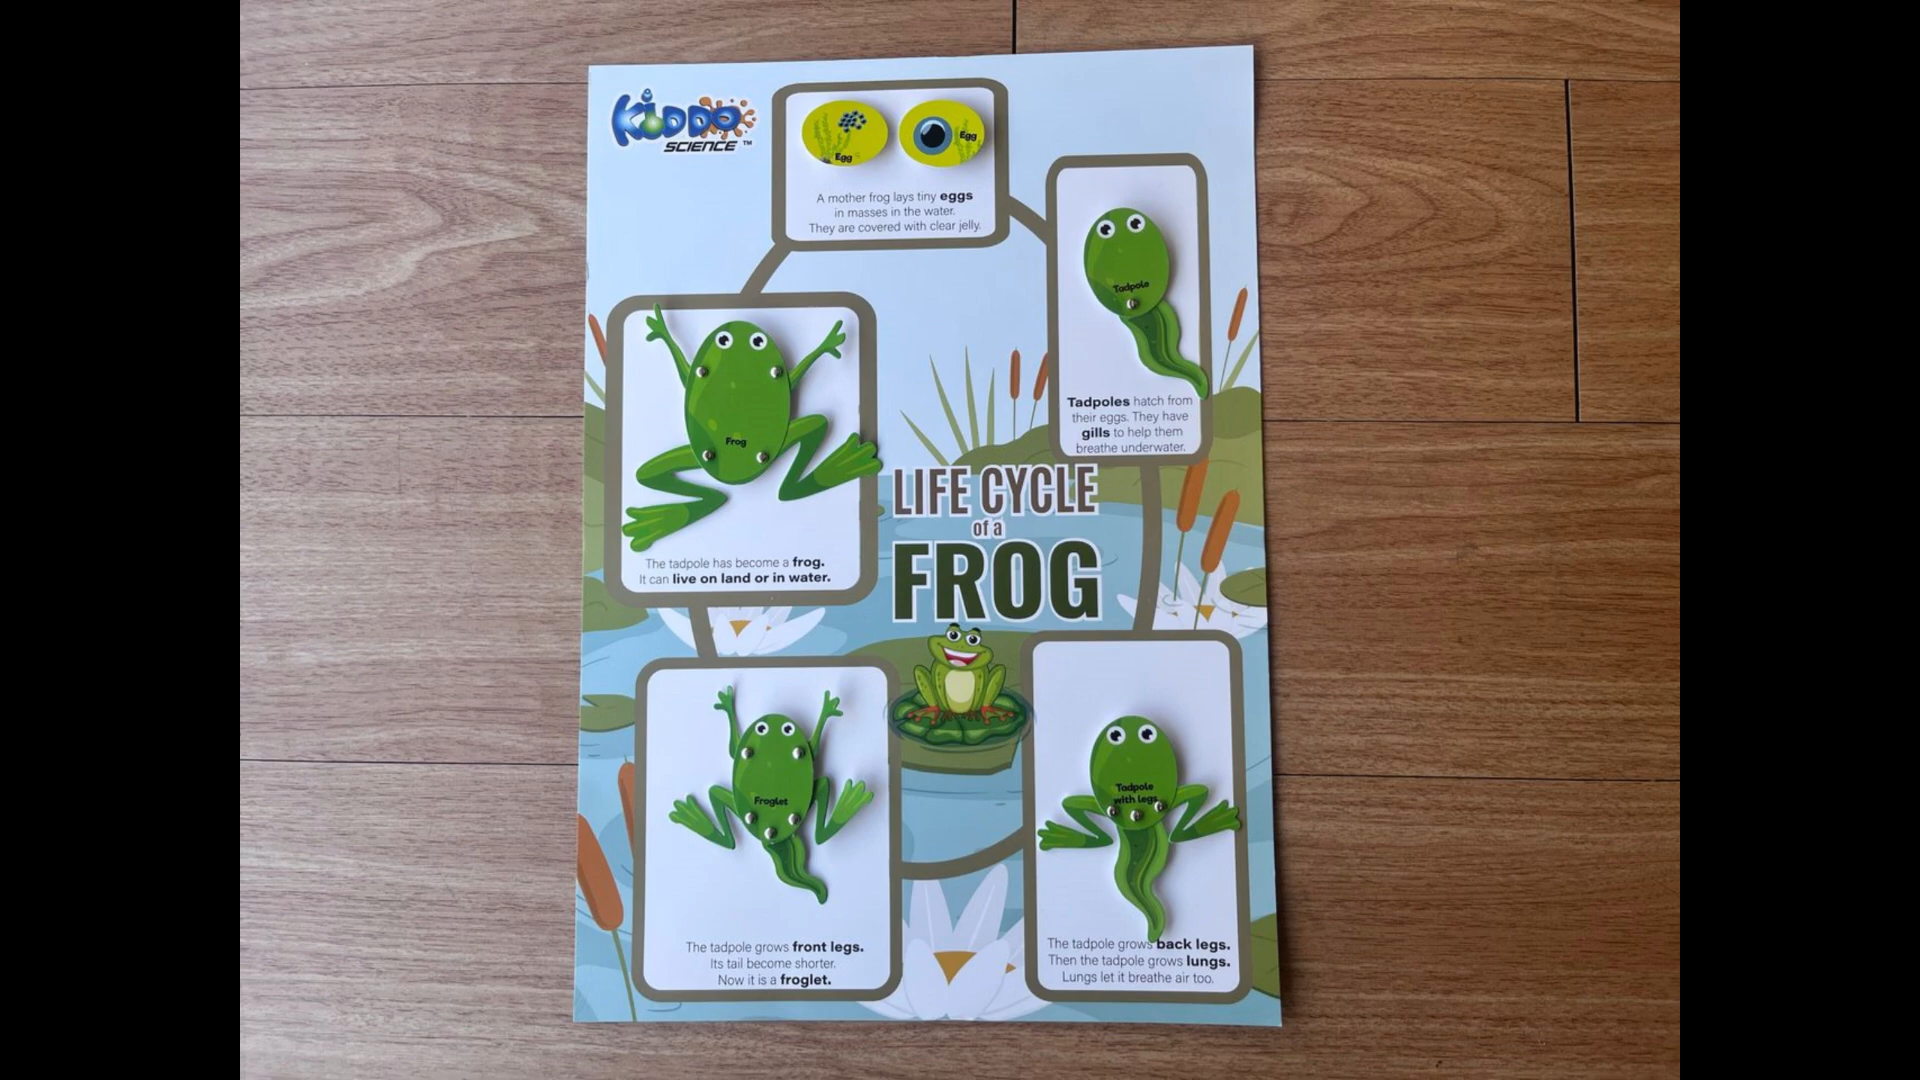 KiDDO
SCIENCE ™
Egg
Egg
A mother frog lays tiny eggs
in masses in the water.
They are covered with clear jelly.
Tadpole
Tadpoles hatch from
their eggs. They have
gills to help them
breathe underwater.
LIFE CYCLE
of a
FROG
Tadpole
with legs
The tadpole grows back legs.
Then the tadpole grows lungs.
Lungs let it breathe air too.
Froglet
The tadpole grows front legs.
Its tail become shorter.
Now it is a froglet.
Frog
The tadpole has become a frog.
It can live on land or in water.